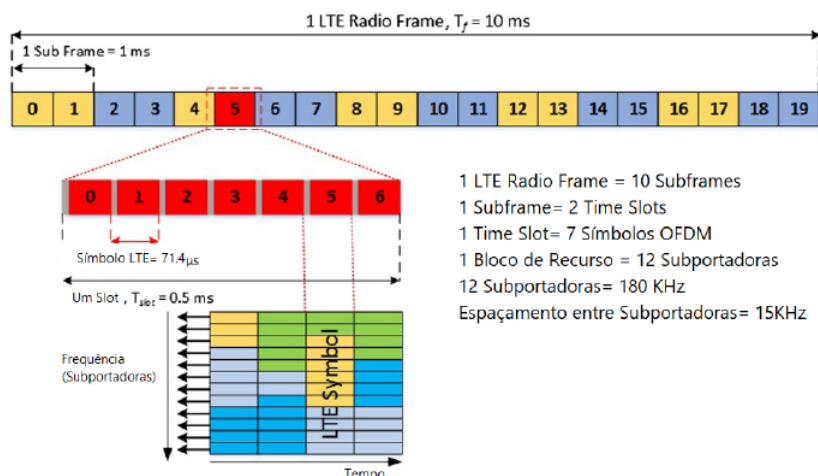 1 LTE Radio Frame, Tf = 10 ms
1 Sub Frame = 1 ms
0 1 2 3 4 5 6 7 8 9 10 11 12 13 14 15 16 17 18 19
0 1 2 3 4 5 6
Símbolo LTE= 71.4μs
Um Slot , Tslot = 0.5 ms
1 LTE Radio Frame = 10 Subframes
1 Subframe= 2 Time Slots
1 Time Slot= 7 Símbolos OFDM
1 Bloco de Recurso = 12 Subportadoras
12 Subportadoras= 180 KHz
Espaçamento entre Subportadoras= 15KHz
Frequência
(Subportadoras)
LTE Symbol
Tempo